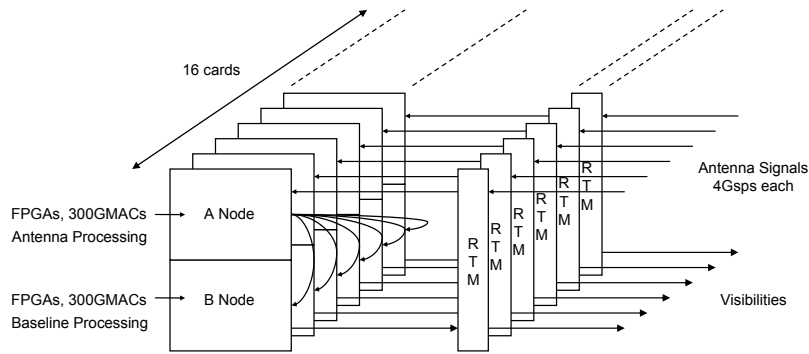 16 cards
Antenna Signals
4Gsps each
FPGAs, 300GMACs
Antenna Processing
A Node
FPGAs, 300GMACs
Baseline Processing
B Node
Visibilities
R
T
M
R
T
M
R
T
M
R
T
M
R
T
M
R
T
M